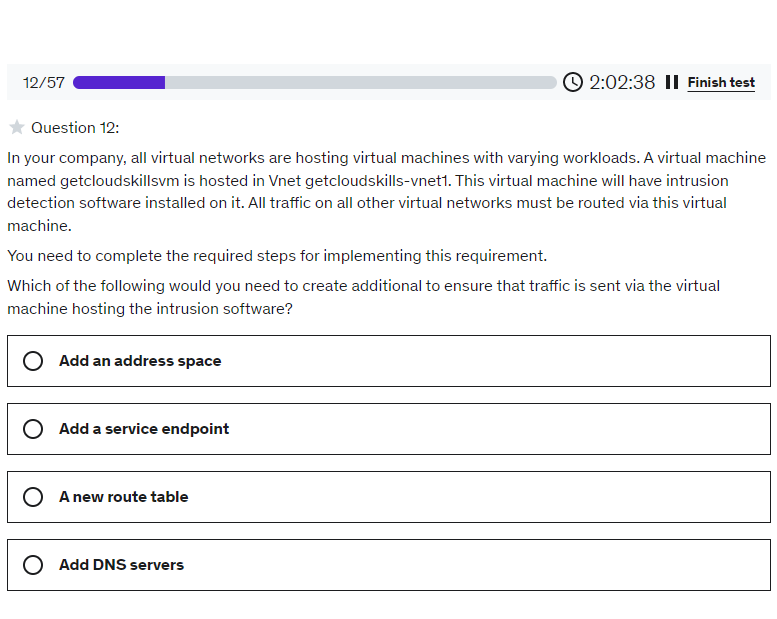 12/57 2:02:38 Finish test
Question 12:
In your company, all virtual networks are hosting virtual machines with varying workloads. A virtual machine
named getcloudskillsvm is hosted in Vnet getcloudskills-vnet1. This virtual machine will have intrusion
detection software installed on it. All traffic on all other virtual networks must be routed via this virtual
machine.
You need to complete the required steps for implementing this requirement.
Which of the following would you need to create additional to ensure that traffic is sent via the virtual
machine hosting the intrusion software?
Add an address space
Add a service endpoint
A new route table
Add DNS servers